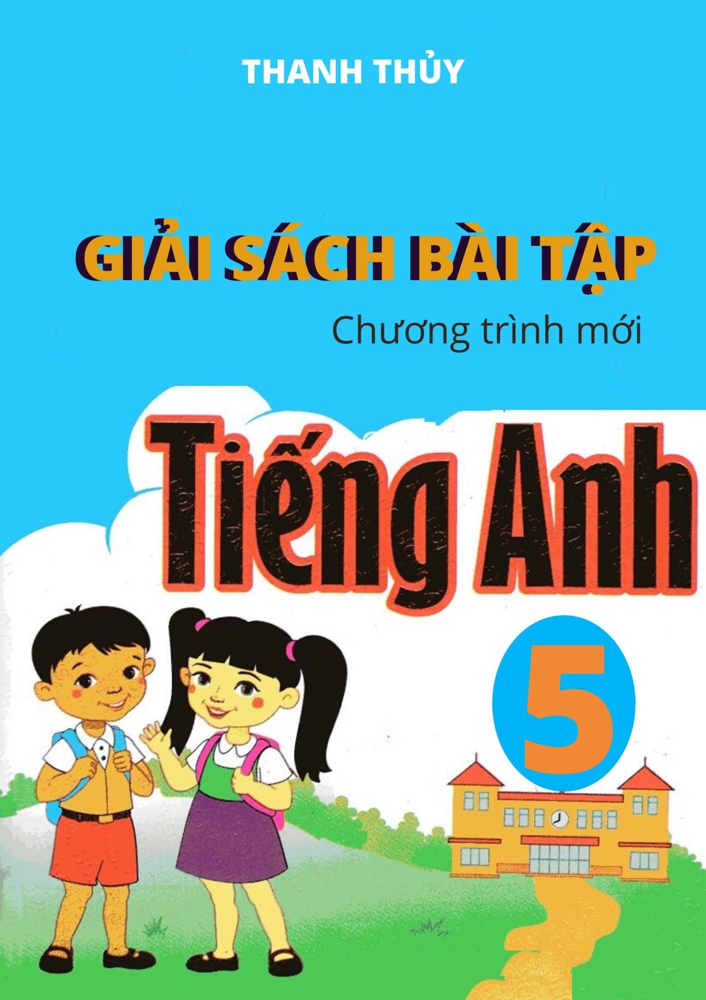 THANH THỦY
GIẢI SÁCH BÀI TẬP
Chương trình mới
Tiếng Anh
5